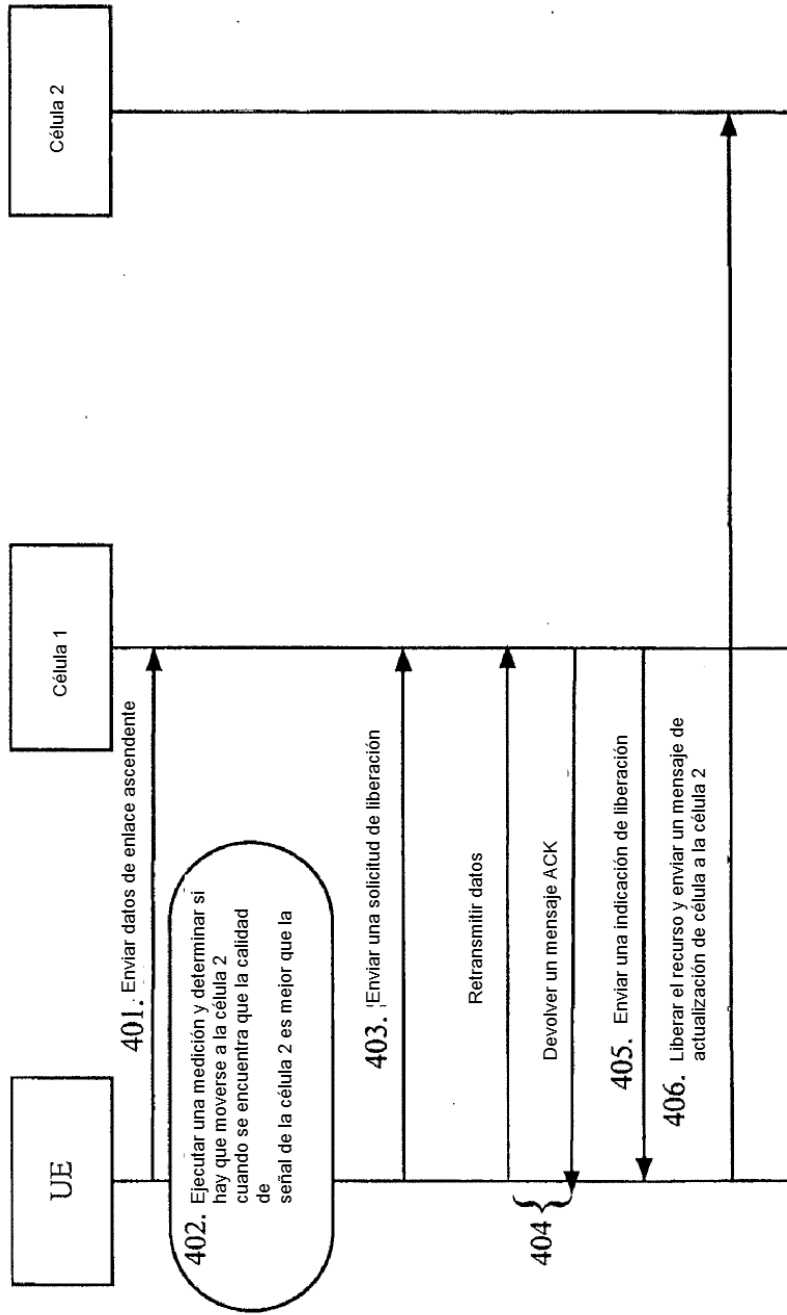 UE
Célula 1
Célula 2
401. Enviar datos de enlace ascendente
402. Ejecutar una medición y determinar si
hay que moverse a la célula 2
cuando se encuentra que la calidad
de
señal de la célula 2 es mejor que la
403. Enviar una solicitud de liberación
Retransmitir datos
404
Devolver un mensaje ACK
405. Enviar una indicación de liberación
406. Liberar el recurso y enviar un mensaje de
actualización de célula a la célula 2